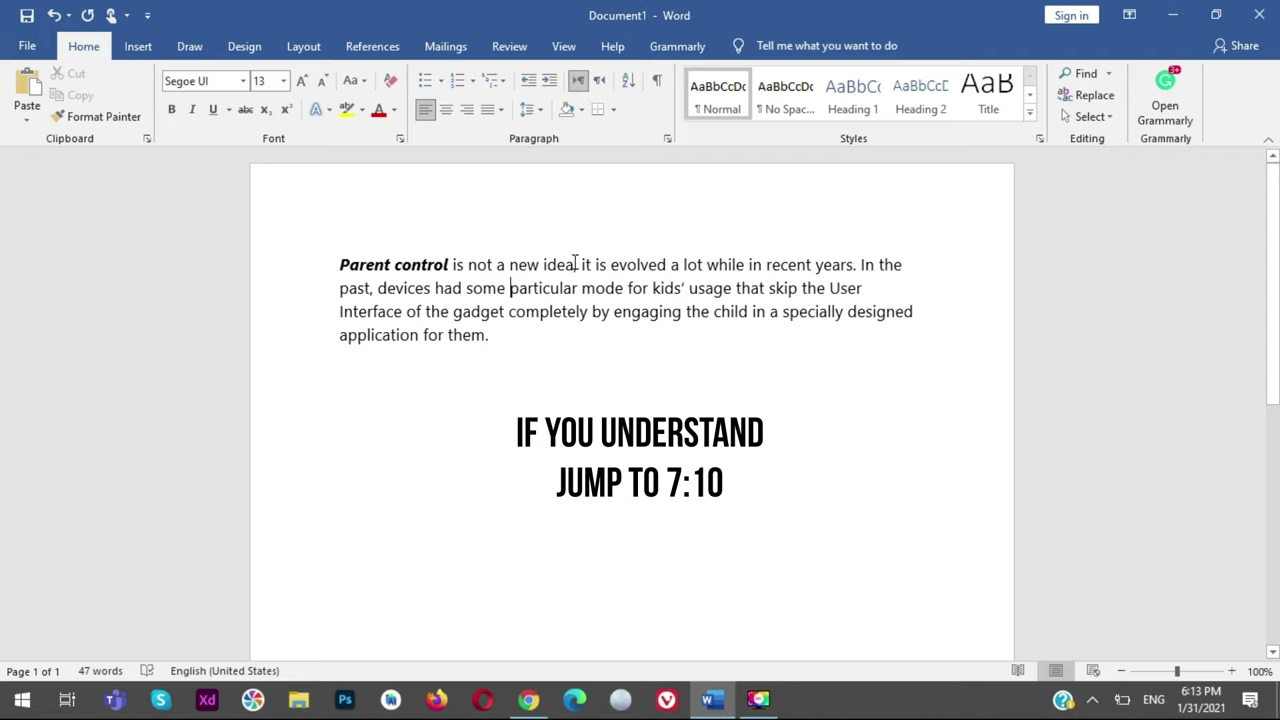 Document1 - Word
Sign in
File Home Insert Draw Design Layout References Mailings Review View Help Grammarly Tell me what you want to do Share
Paste
Cut
Copy
Format Painter
Clipboard
Segoe UI 13
Font
Paragraph
AaBbCcDc AaBbCcDc AaBbC AaBbCcD AaB
¶ Normal ¶ No Spac... Heading 1 Heading 2 Title
Styles
Find
Replace
Select
Editing
Open
Grammarly
Grammarly
Parent control is not a new idea, it is evolved a lot while in recent years. In the
past, devices had some particular mode for kids’ usage that skip the User
Interface of the gadget completely by engaging the child in a specially designed
application for them.
IF YOU UNDERSTAND
JUMP TO 7:10
Page 1 of 1 47 words English (United States) 100%
ENG 6:13 PM
1/31/2021